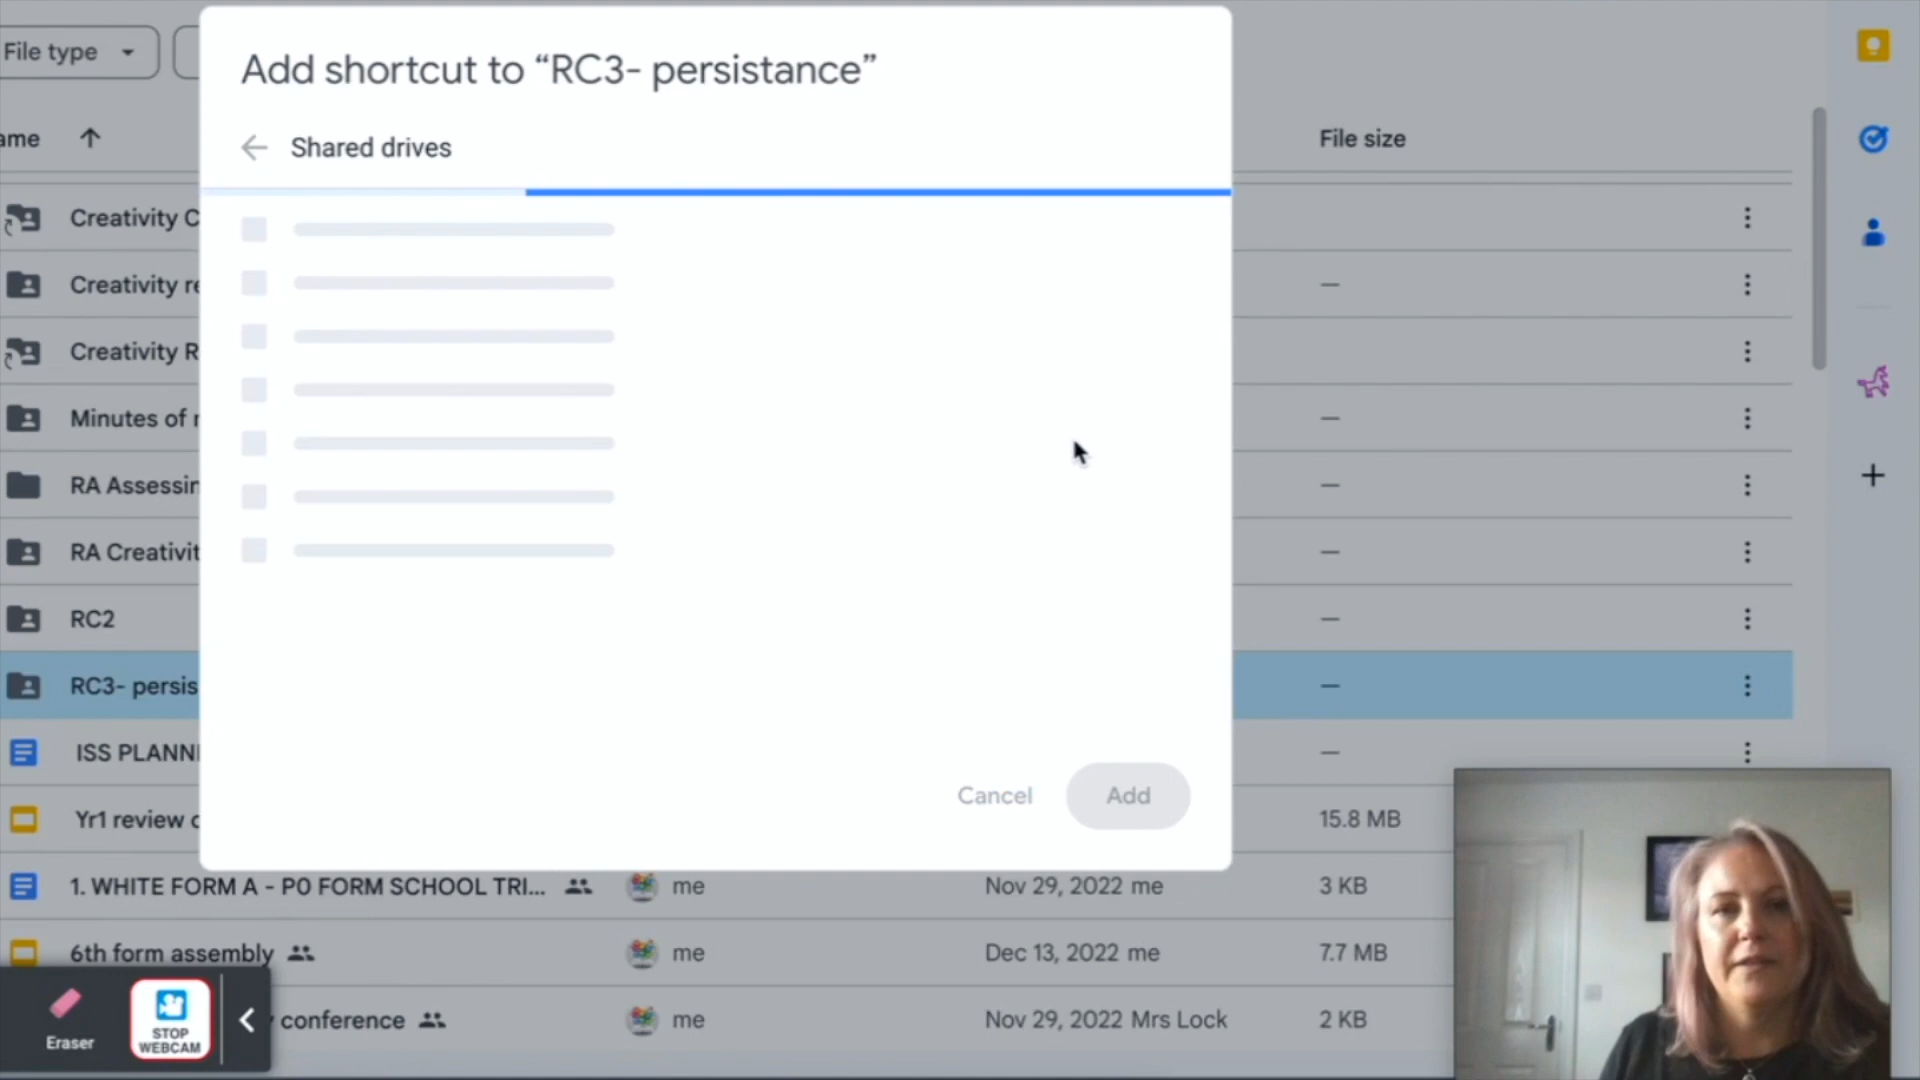 File type
Add shortcut to “RC3- persistance”
Shared drives
ame
File size
Creativity C
Creativity re
Creativity R
Minutes of r
RA Assessin
RA Creativit
RC2
RC3- persis
ISS PLANNI
Cancel
Add
Yr1 review c
15.8 MB
1. WHITE FORM A - P0 FORM SCHOOL TRI...
me
Nov 29, 2022 me
3 KB
6th form assembly
me
Dec 13, 2022 me
7.7 MB
conference
me
Nov 29, 2022 Mrs Lock
2 KB
Eraser
STOP
WEBCAM